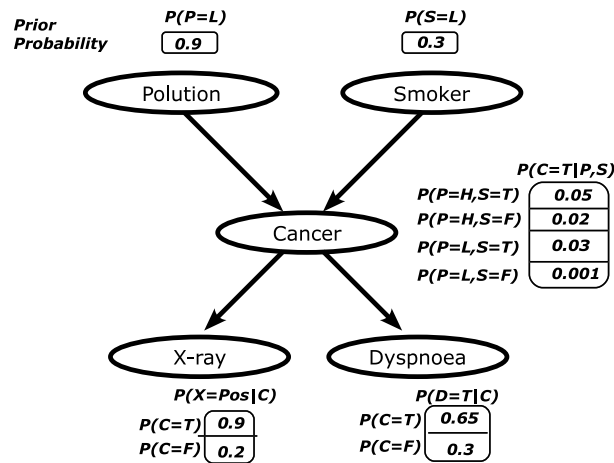 Prior
Probability
P(P=L)
0.9
P(S=L)
0.3
Polution
Smoker
P(C=T|P,S)
P(P=H,S=T) 0.05
P(P=H,S=F) 0.02
P(P=L,S=T) 0.03
P(P=L,S=F) 0.001
Cancer
X-ray
Dyspnoea
P(X=Pos|C)
P(C=T) 0.9
P(C=F) 0.2
P(D=T|C)
P(C=T) 0.65
P(C=F) 0.3